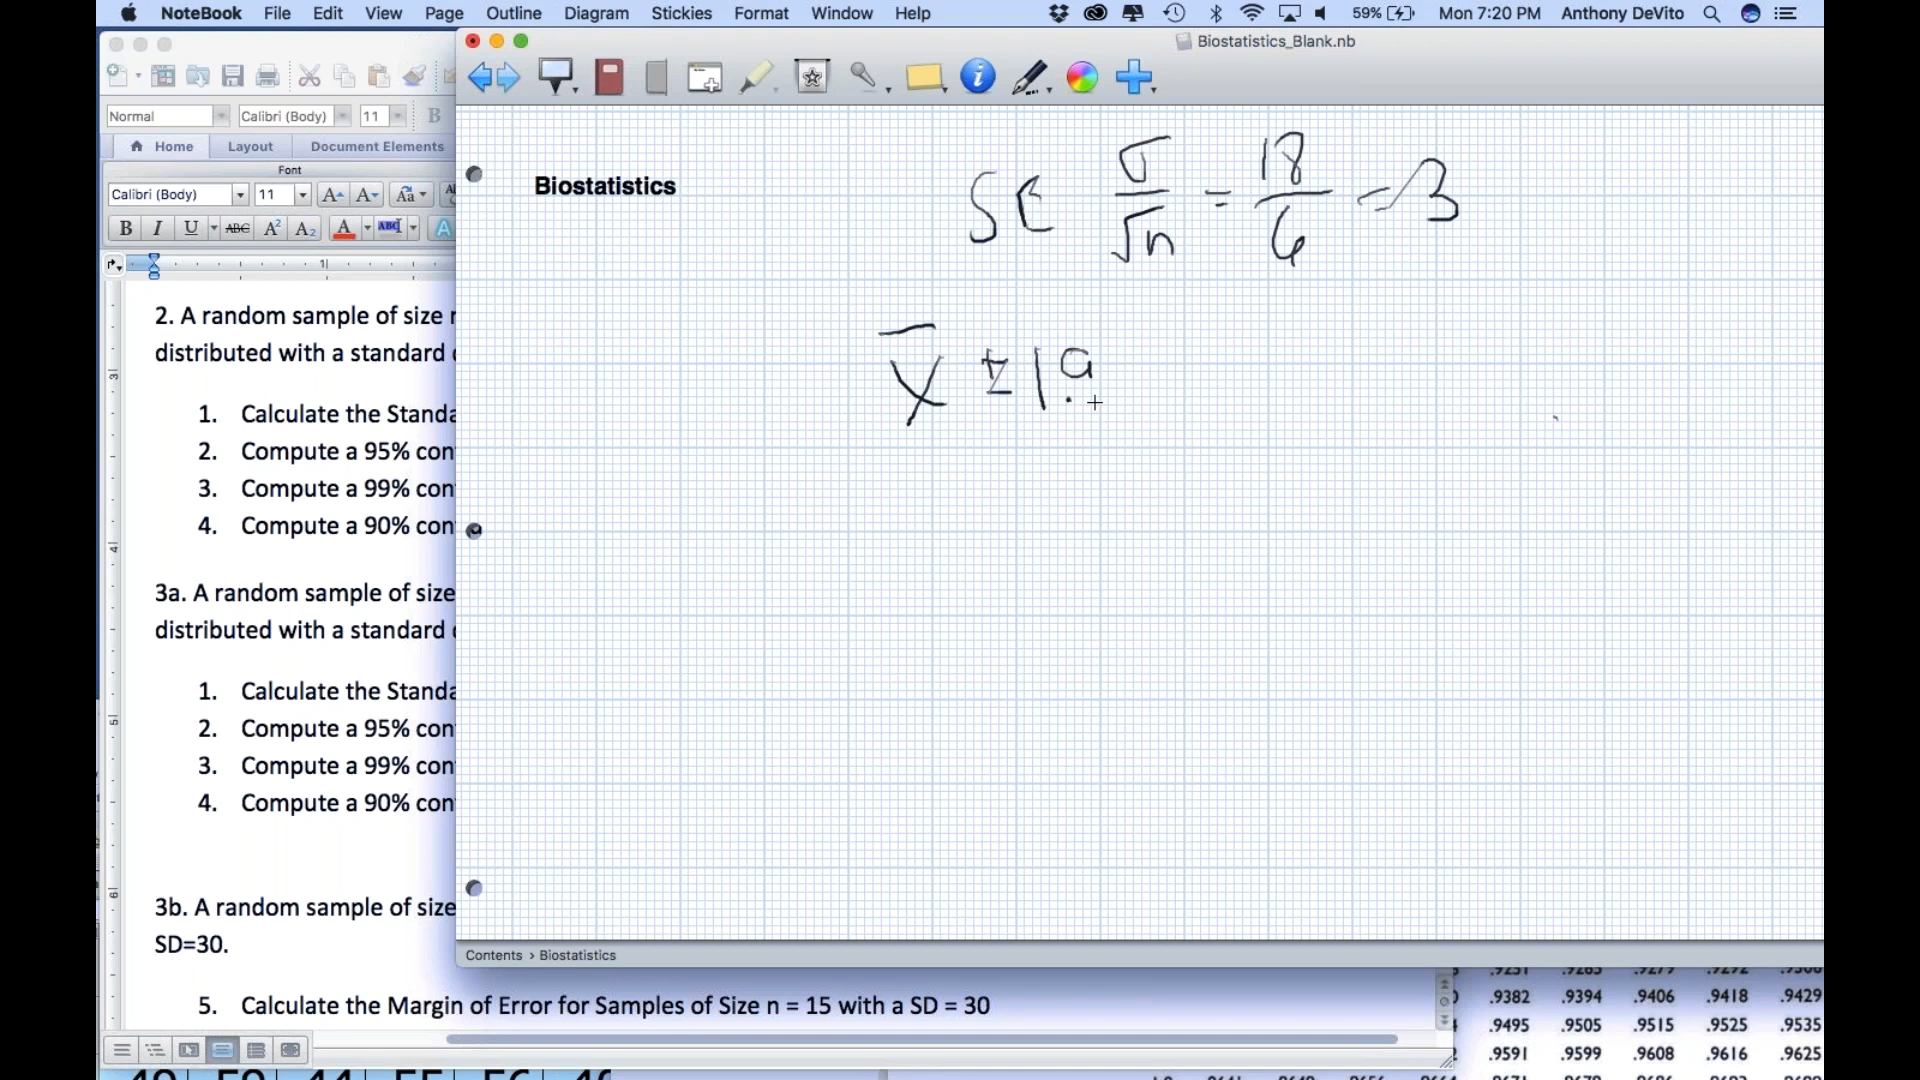 NoteBook File Edit View Page Outline Diagram Stickies Format Window Help 59% Mon 7:20 PM Anthony DeVito
Biostatistics_Blank.nb
Normal Calibri (Body) 11 B
Home Layout Document Elements
Font
Calibri (Body) 11 A A Aa
B I U ABC A² A₂ A ABC A
Biostatistics
SE σ/√n = 18/6 = 3
X̄ ± 1.9
2. A random sample of size
distributed with a standard
1. Calculate the Standa
2. Compute a 95% con
3. Compute a 99% con
4. Compute a 90% con
3a. A random sample of size
distributed with a standard
1. Calculate the Standa
2. Compute a 95% con
3. Compute a 99% con
4. Compute a 90% con
3b. A random sample of size
SD=30.
Contents › Biostatistics
5. Calculate the Margin of Error for Samples of Size n = 15 with a SD = 30
.9382 .9394 .9406 .9418 .9429
.9495 .9505 .9515 .9525 .9535
.9591 .9599 .9608 .9616 .9625